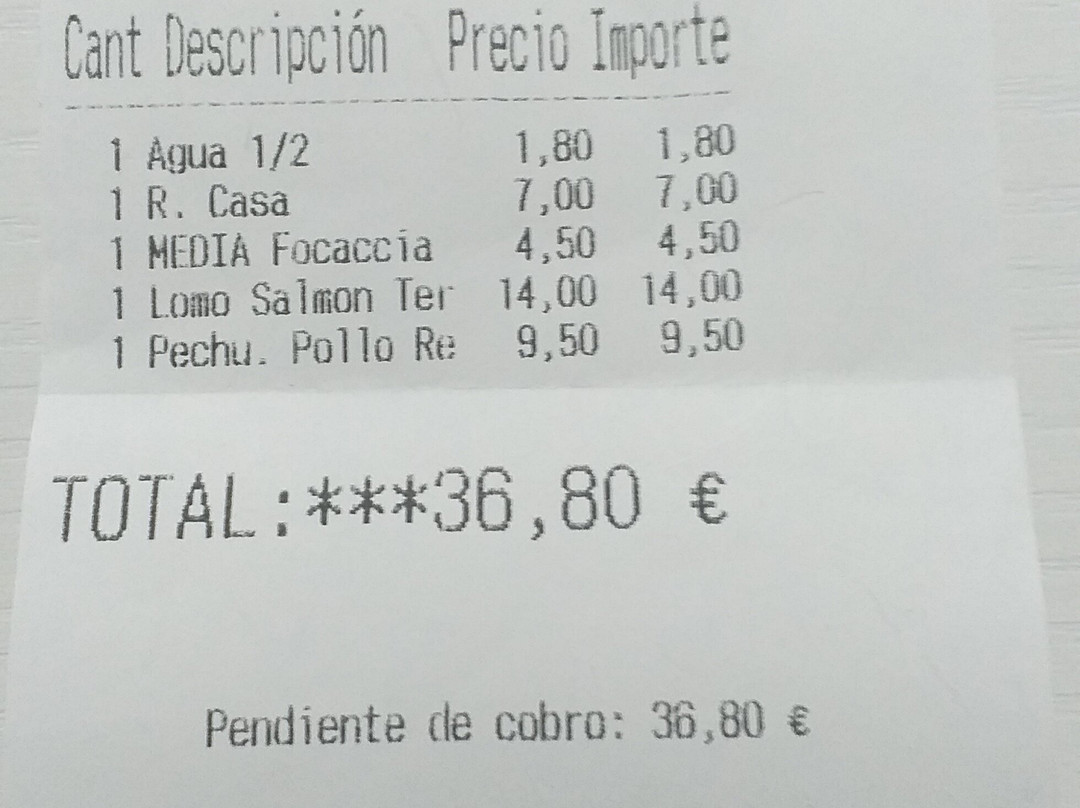 Cant Descripción Precio Importe
1 Agua 1/2 1,80 1,80
1 R. Casa 7,00 7,00
1 MEDIA Focaccia 4,50 4,50
1 Lomo Salmon Ter 14,00 14,00
1 Pechu. Pollo Re 9,50 9,50
TOTAL:***36,80 €
Pendiente de cobro: 36,80 €